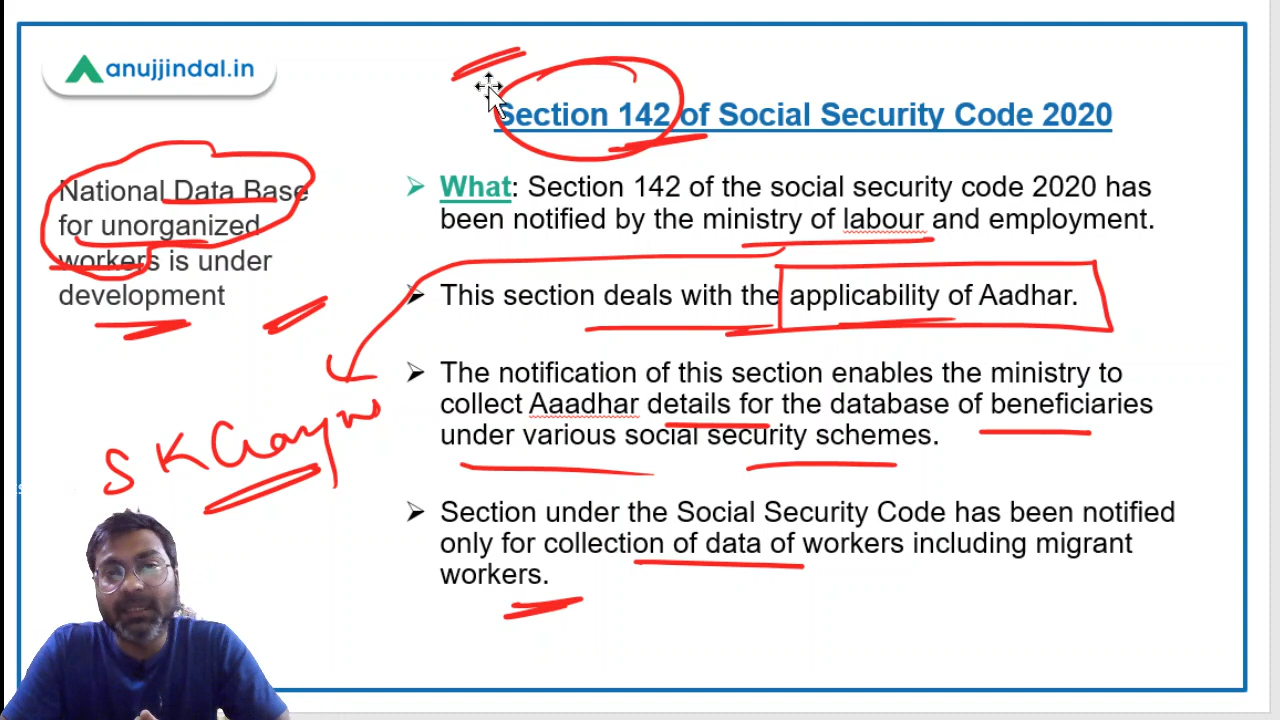 anujjindal.in
Section 142 of Social Security Code 2020
National Data Base
for unorganized
workers is under
development
What: Section 142 of the social security code 2020 has
been notified by the ministry of labour and employment.
This section deals with the applicability of Aadhar.
The notification of this section enables the ministry to
collect Aaadhar details for the database of beneficiaries
under various social security schemes.
Section under the Social Security Code has been notified
only for collection of data of workers including migrant
workers.
S K